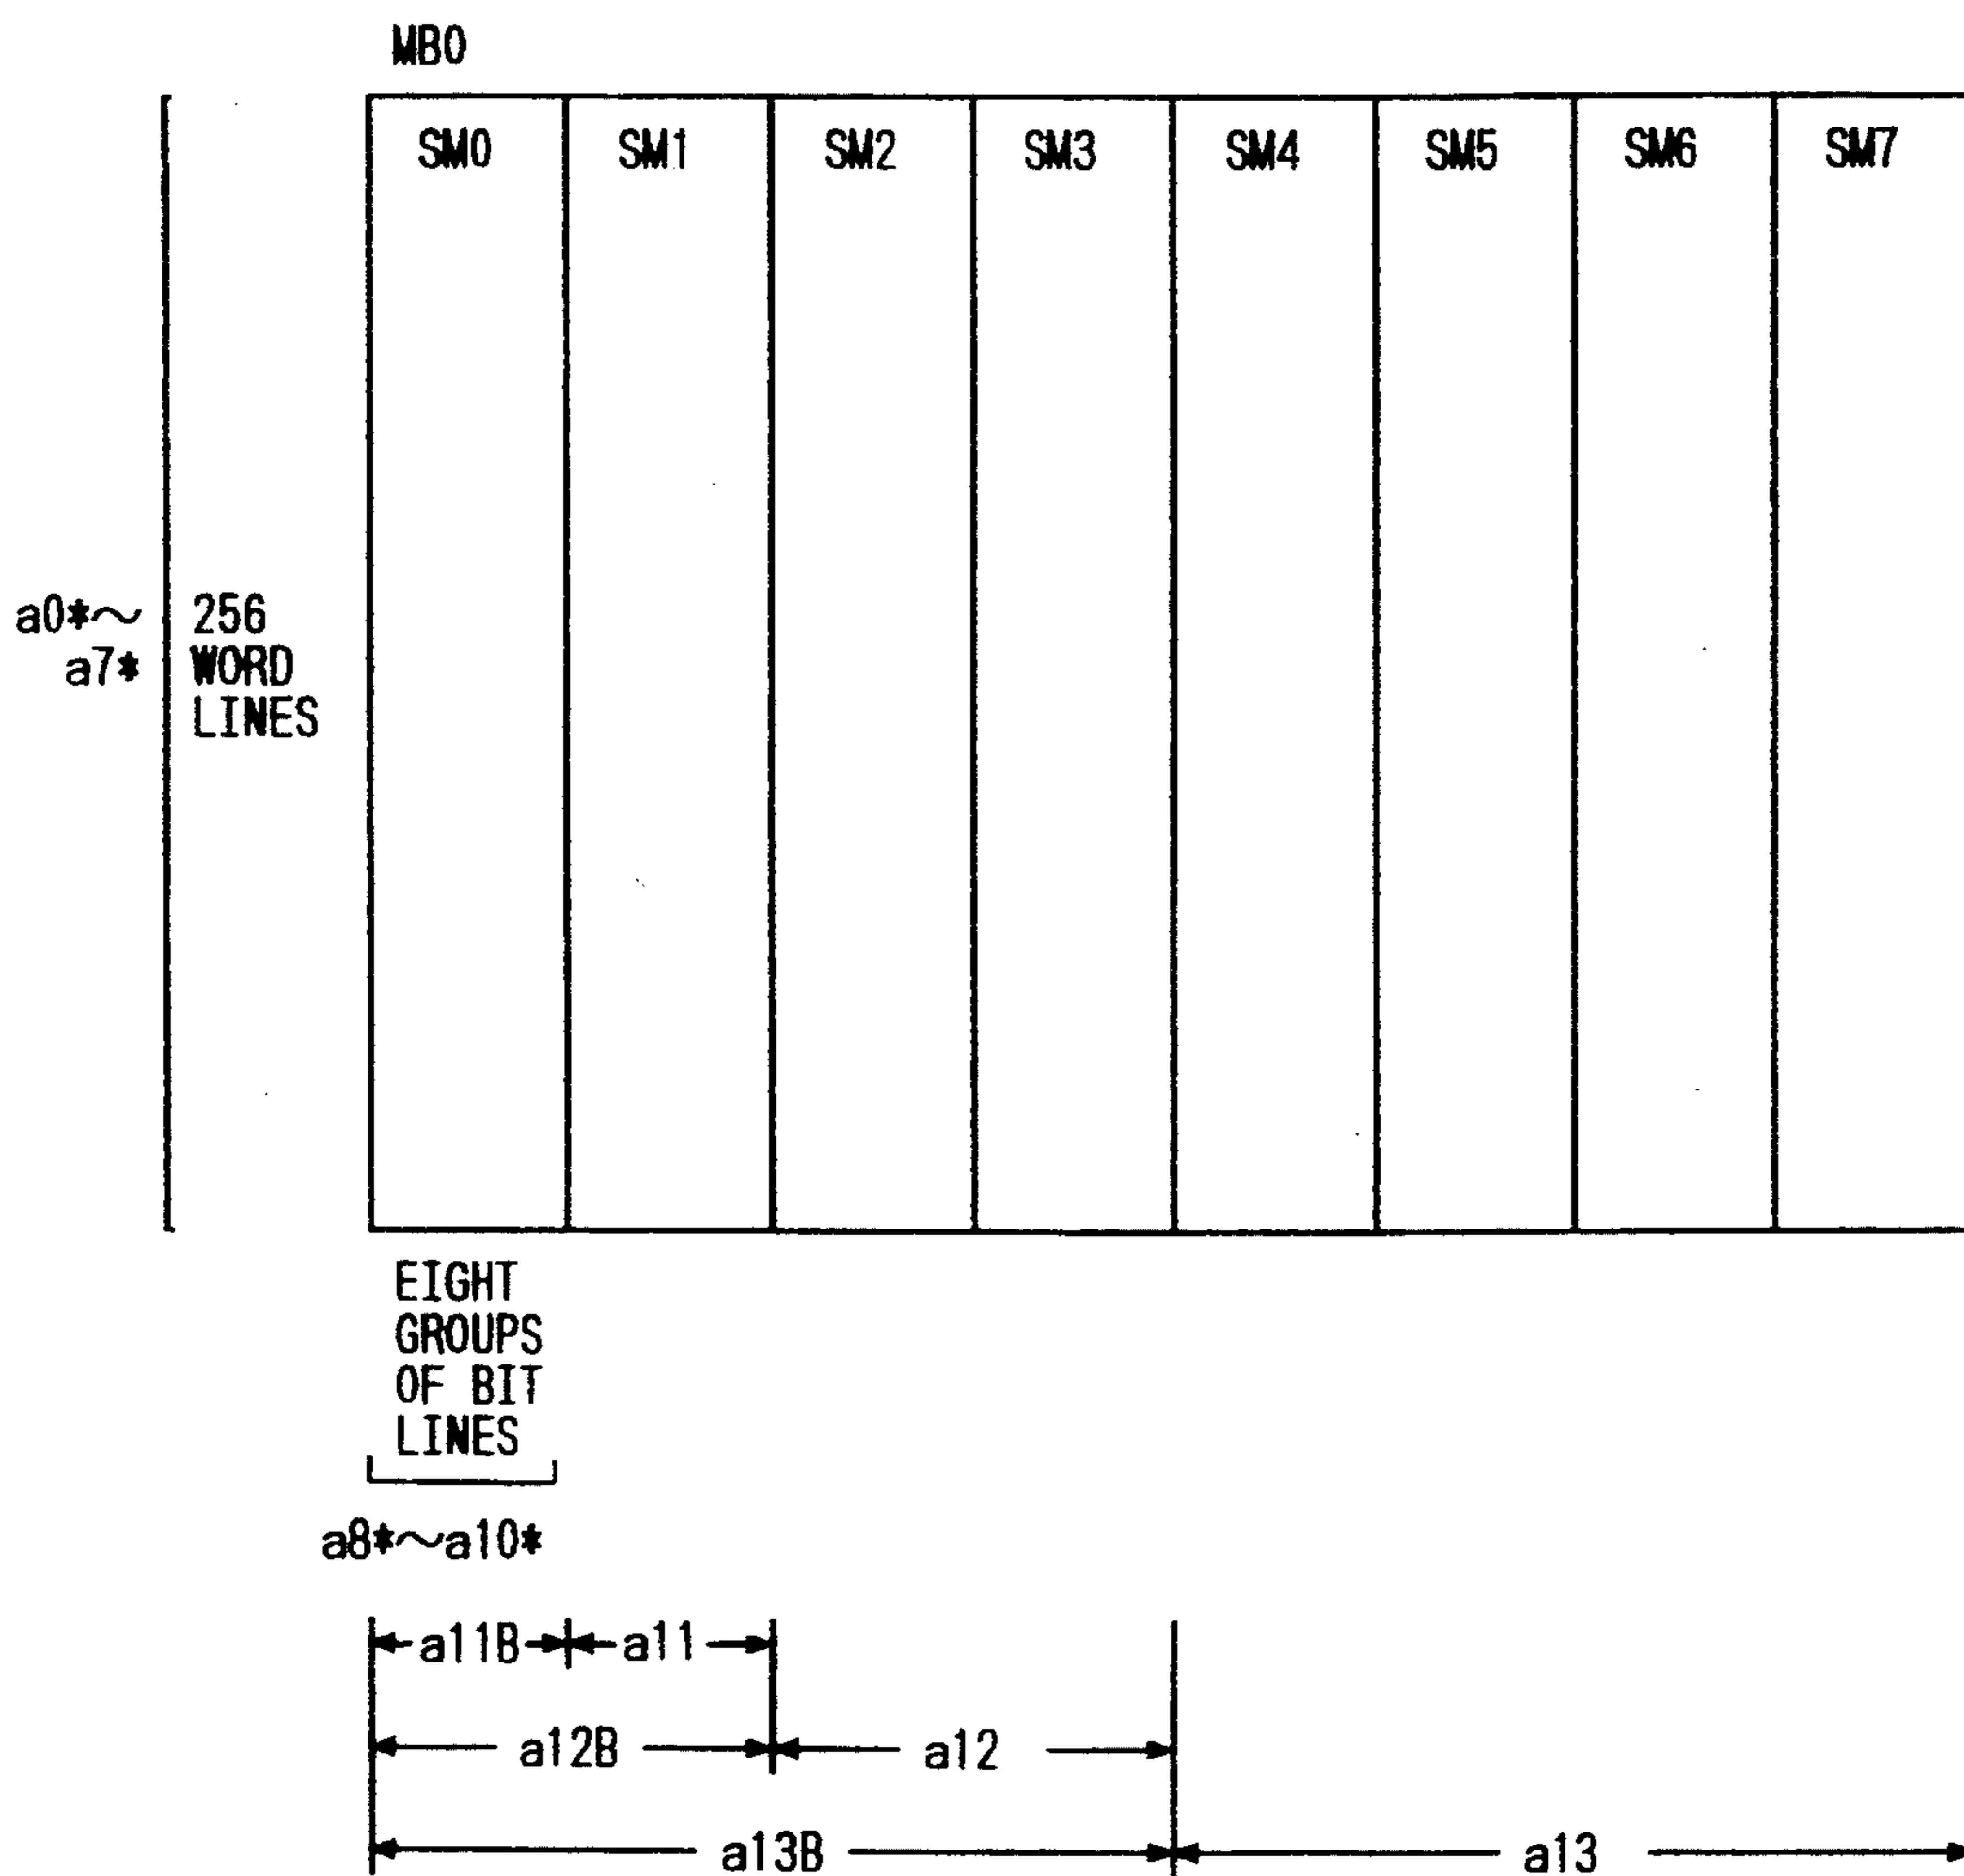 MB0
SM0 SM1 SM2 SM3 SM4 SM5 SM6 SM7
a0*~
a7*
256
WORD
LINES
EIGHT
GROUPS
OF BIT
LINES
a8*~a10*
a11B a11
a12B a12
a13B a13